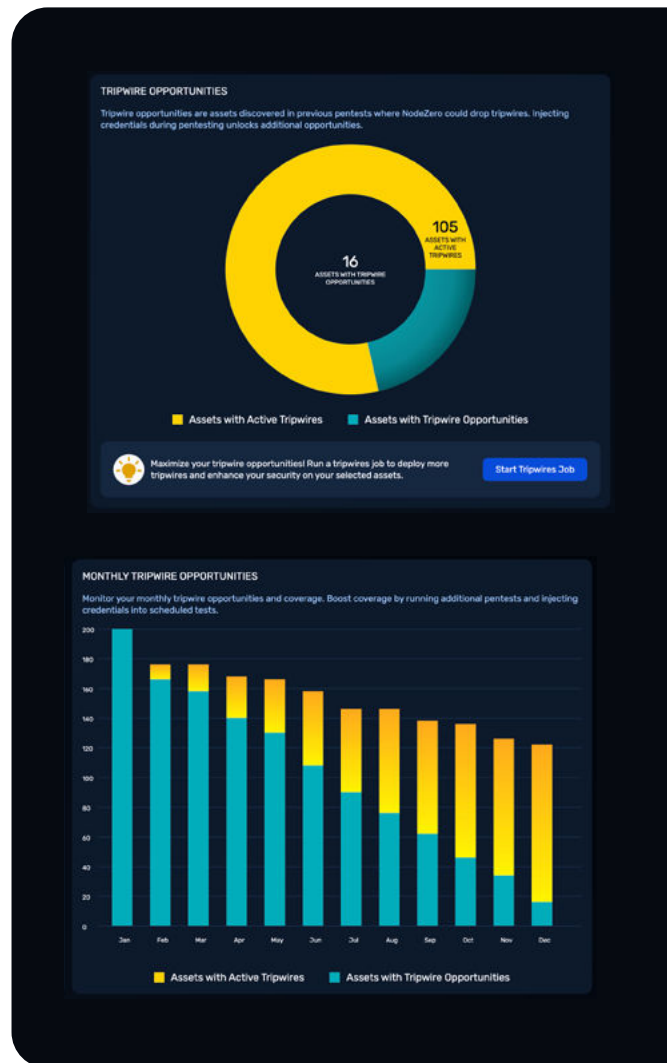 TRIPWIRE OPPORTUNITIES
Tripwire opportunities are assets discovered in previous pentests where NodeZero could drop tripwires. Injecting
credentials during pentesting unlocks additional opportunities.
105
ASSETS WITH
ACTIVE
TRIPWIRES
16
ASSETS WITH TRIPWIRE
OPPORTUNITIES
Assets with Active Tripwires
Assets with Tripwire Opportunities
Maximize your tripwire opportunities! Run a tripwires job to deploy more
tripwires and enhance your security on your selected assets.
Start Tripwires Job
MONTHLY TRIPWIRE OPPORTUNITIES
Monitor your monthly tripwire opportunities and coverage. Boost coverage by running additional pentests and injecting
credentials into scheduled tests.
200
180
160
140
120
100
80
60
40
20
0
Jan Feb Mar Apr May Jun Jul Aug Sep Oct Nov Dec
Assets with Active Tripwires
Assets with Tripwire Opportunities